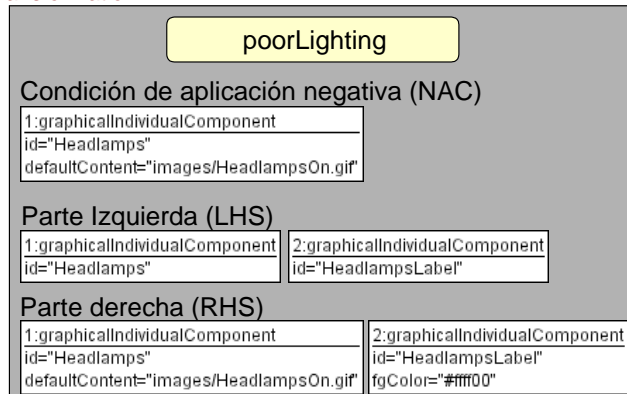 poorLighting
Condición de aplicación negativa (NAC)
1:graphicalIndividualComponent
id="Headlamps"
defaultContent="images/HeadlampsOn.gif"
Parte Izquierda (LHS)
1:graphicalIndividualComponent
id="Headlamps"
2:graphicalIndividualComponent
id="HeadlampsLabel"
Parte derecha (RHS)
1:graphicalIndividualComponent
id="Headlamps"
defaultContent="images/HeadlampsOn.gif"
2:graphicalIndividualComponent
id="HeadlampsLabel"
fgColor="#ffff00"